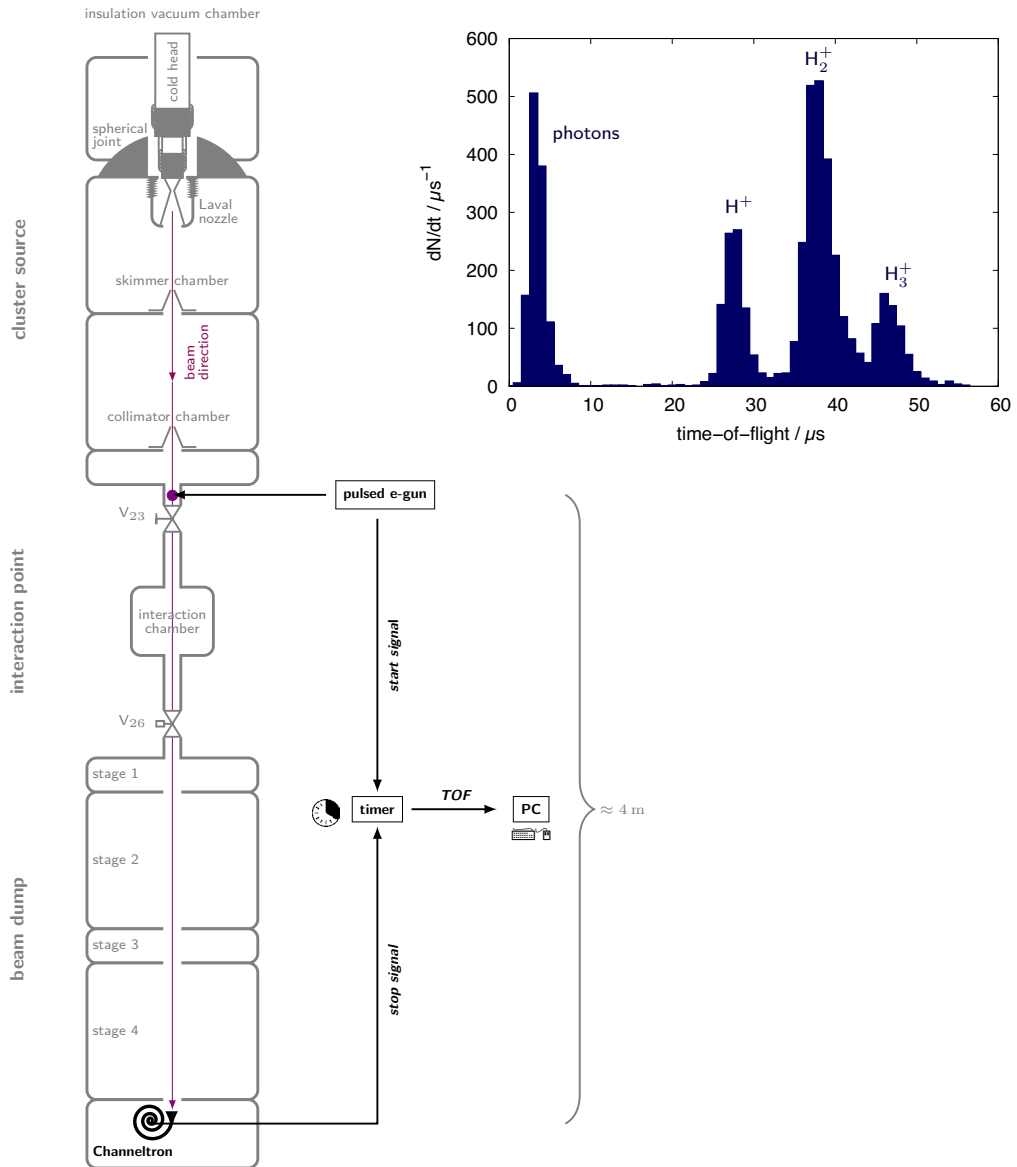 insulation vacuum chamber
cold head
spherical
joint
Laval
nozzle
skimmer chamber
beam
direction
collimator chamber
cluster source
V23
interaction
chamber
interaction point
V26
stage 1
stage 2
stage 3
stage 4
beam dump
Channeltron
pulsed e-gun
start signal
timer
TOF
PC
stop signal
≈ 4 m
600
500
400
300
200
100
0
dN/dt / μs⁻¹
photons
H⁺
H₂⁺
H₃⁺
0 10 20 30 40 50 60
time−of−flight / μs